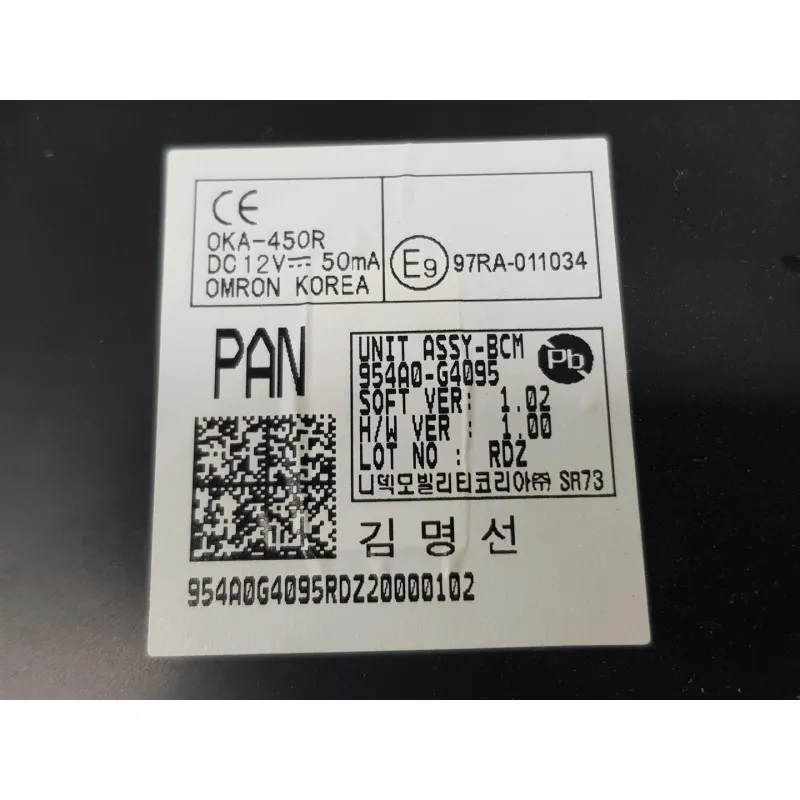 CE
OKA-450R
DC 12V⎓ 50mA
OMRON KOREA
E9 97RA-011034
PAN
UNIT ASSY-BCM
Pb
954A0-G4095
SOFT VER: 1.02
H/W VER : 1.00
LOT NO : RDZ
니덱모빌리티코리아㈜ SR73
김명선
954A0G4095RDZ20000102